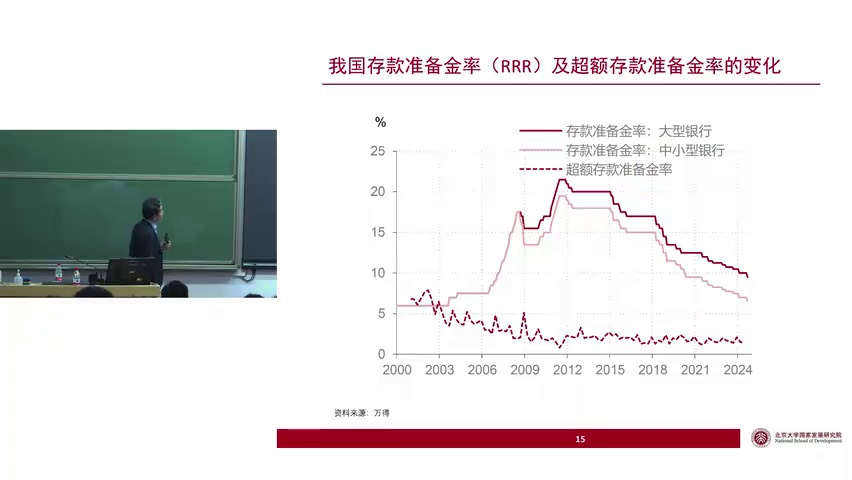 我国存款准备金率（RRR）及超额存款准备金率的变化
%
存款准备金率：大型银行
存款准备金率：中小型银行
超额存款准备金率
25
20
15
10
5
0
2000 2003 2006 2009 2012 2015 2018 2021 2024
资料来源：万得
15
北京大学国家发展研究院
National School of Development